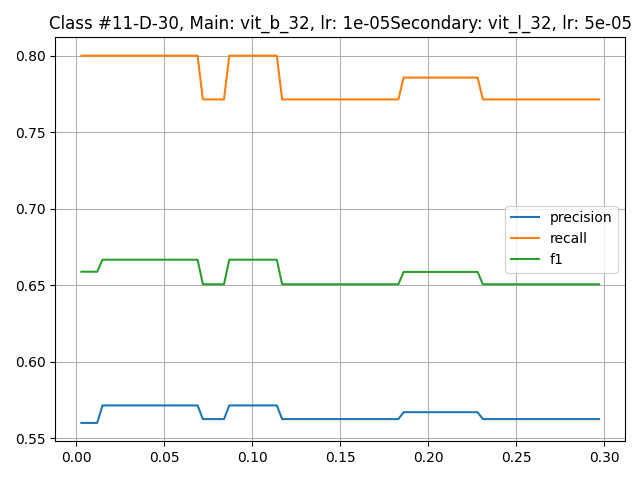 Class #11-D-30, Main: vit_b_32, lr: 1e-05Secondary: vit_l_32, lr: 5e-05
0.80
0.75
0.70
0.65
0.60
0.55
precision
recall
f1
0.00 0.05 0.10 0.15 0.20 0.25 0.30